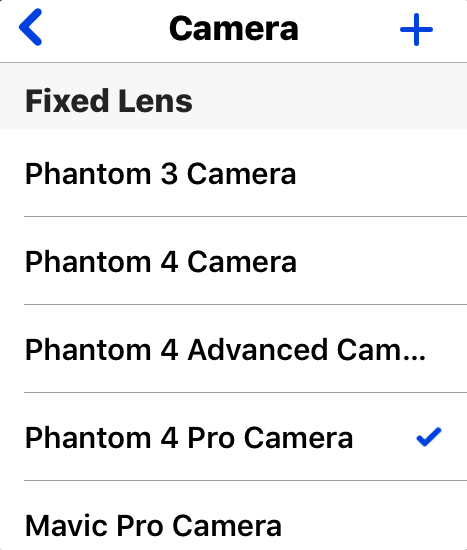 Camera
Fixed Lens
Phantom 3 Camera
Phantom 4 Camera
Phantom 4 Advanced Cam...
Phantom 4 Pro Camera
Mavic Pro Camera